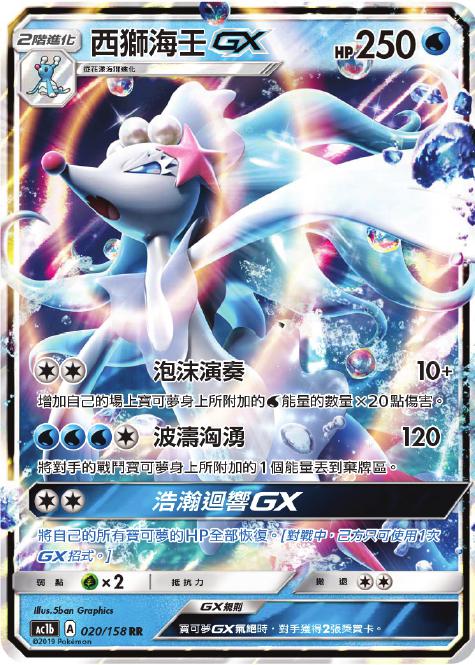 2階進化
西獅海壬GX
HP250
從花漾海獅進化
泡沫演奏 10+
增加自己的場上寶可夢身上所附加的能量的數量×20點傷害。
波濤洶湧 120
將對手的戰鬥寶可夢身上所附加的1個能量丟到棄牌區。
浩瀚迴響GX
將自己的所有寶可夢的HP全部恢復。[對戰中,己方只可使用1次
GX招式。]
弱點 ×2 抵抗力 撤退
illus.5ban Graphics
GX規則
寶可夢GX氣絕時,對手獲得2張獎賞卡。
AC1b A 020/158 RR
©2019 Pokémon